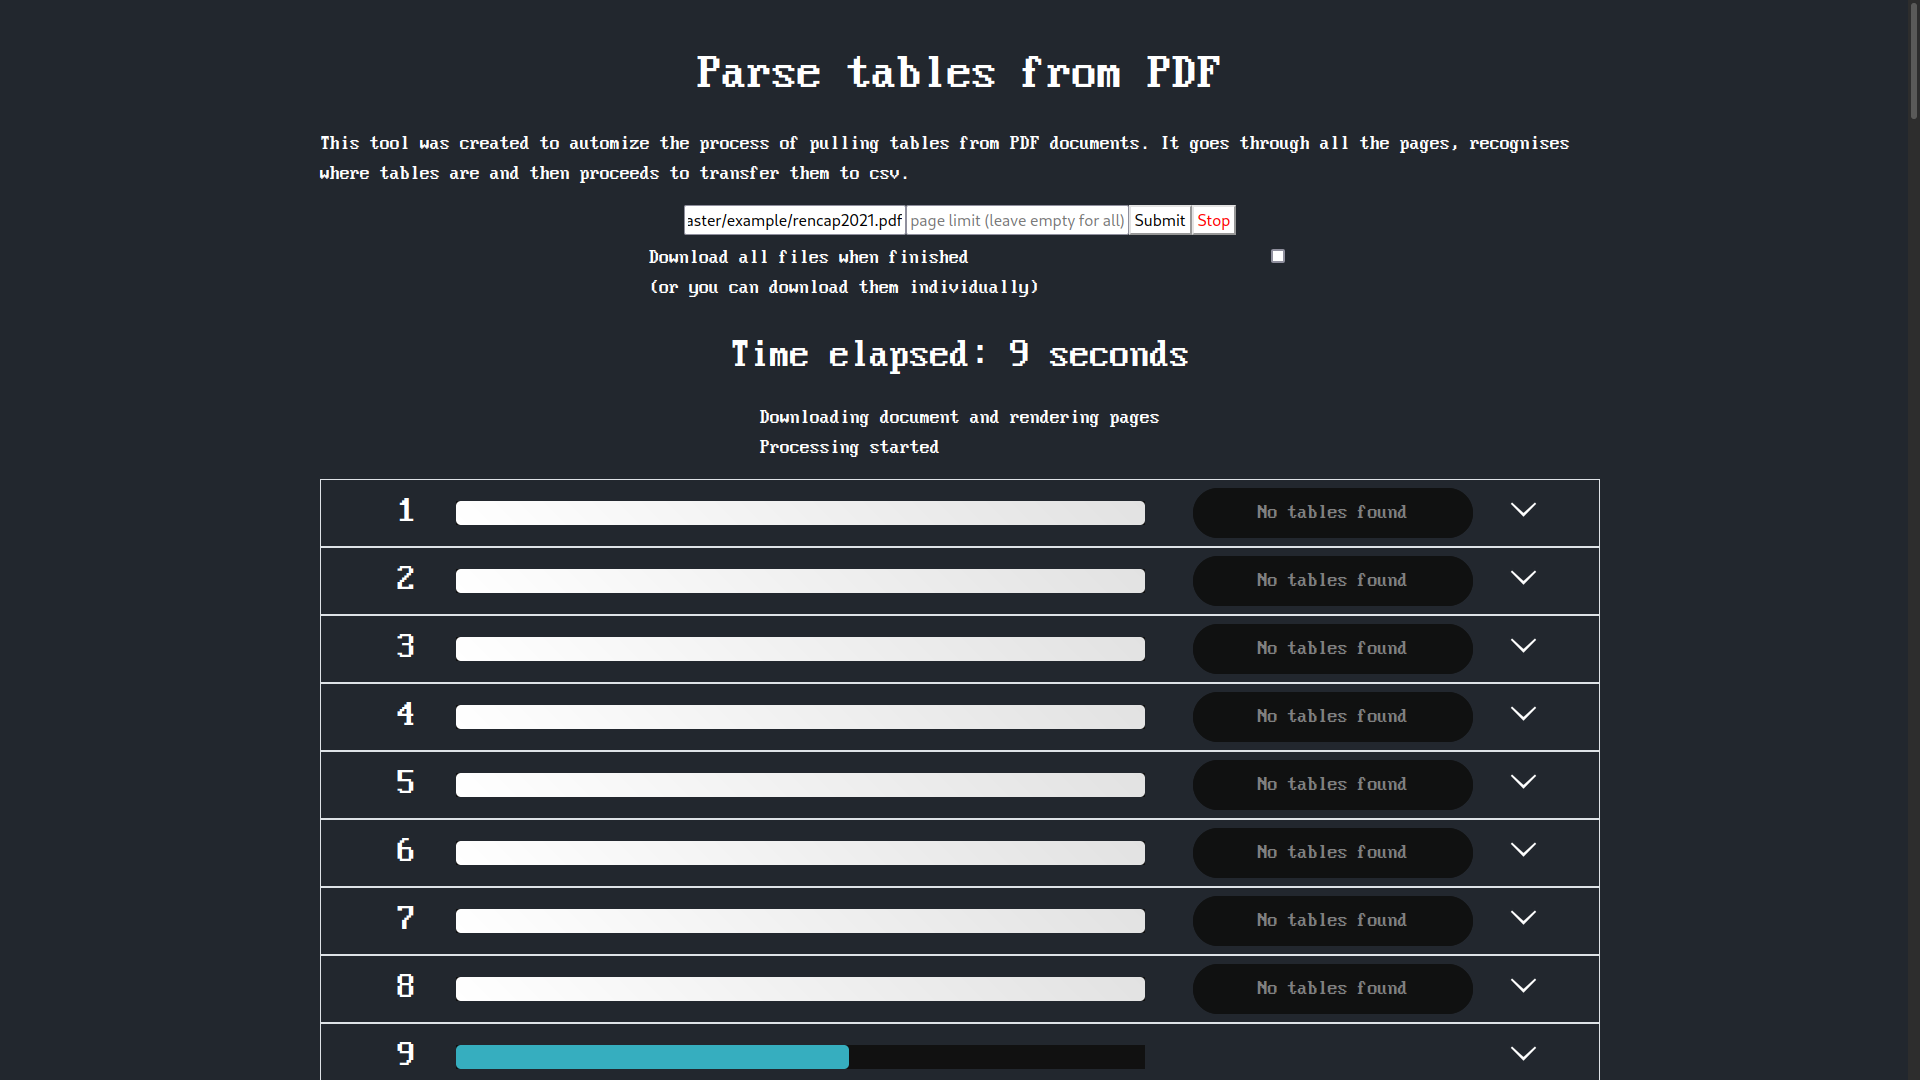 Parse tables from PDF
This tool was created to automize the process of pulling tables from PDF documents. It goes through all the pages, recognises
where tables are and then proceeds to transfer them to csv.
aster/example/rencap2021.pdf page limit (leave empty for all) Submit Stop
Download all files when finished
(or you can download them individually)
Time elapsed: 9 seconds
Downloading document and rendering pages
Processing started
1 No tables found
2 No tables found
3 No tables found
4 No tables found
5 No tables found
6 No tables found
7 No tables found
8 No tables found
9